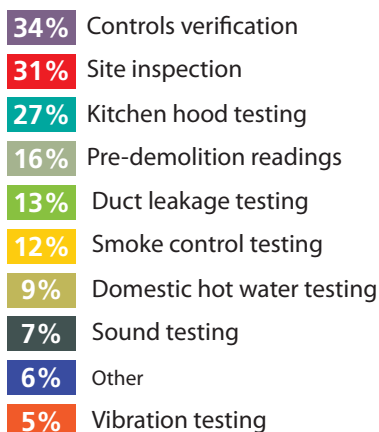 34% Controls verification
31% Site inspection
27% Kitchen hood testing
16% Pre-demolition readings
13% Duct leakage testing
12% Smoke control testing
9% Domestic hot water testing
7% Sound testing
6% Other
5% Vibration testing